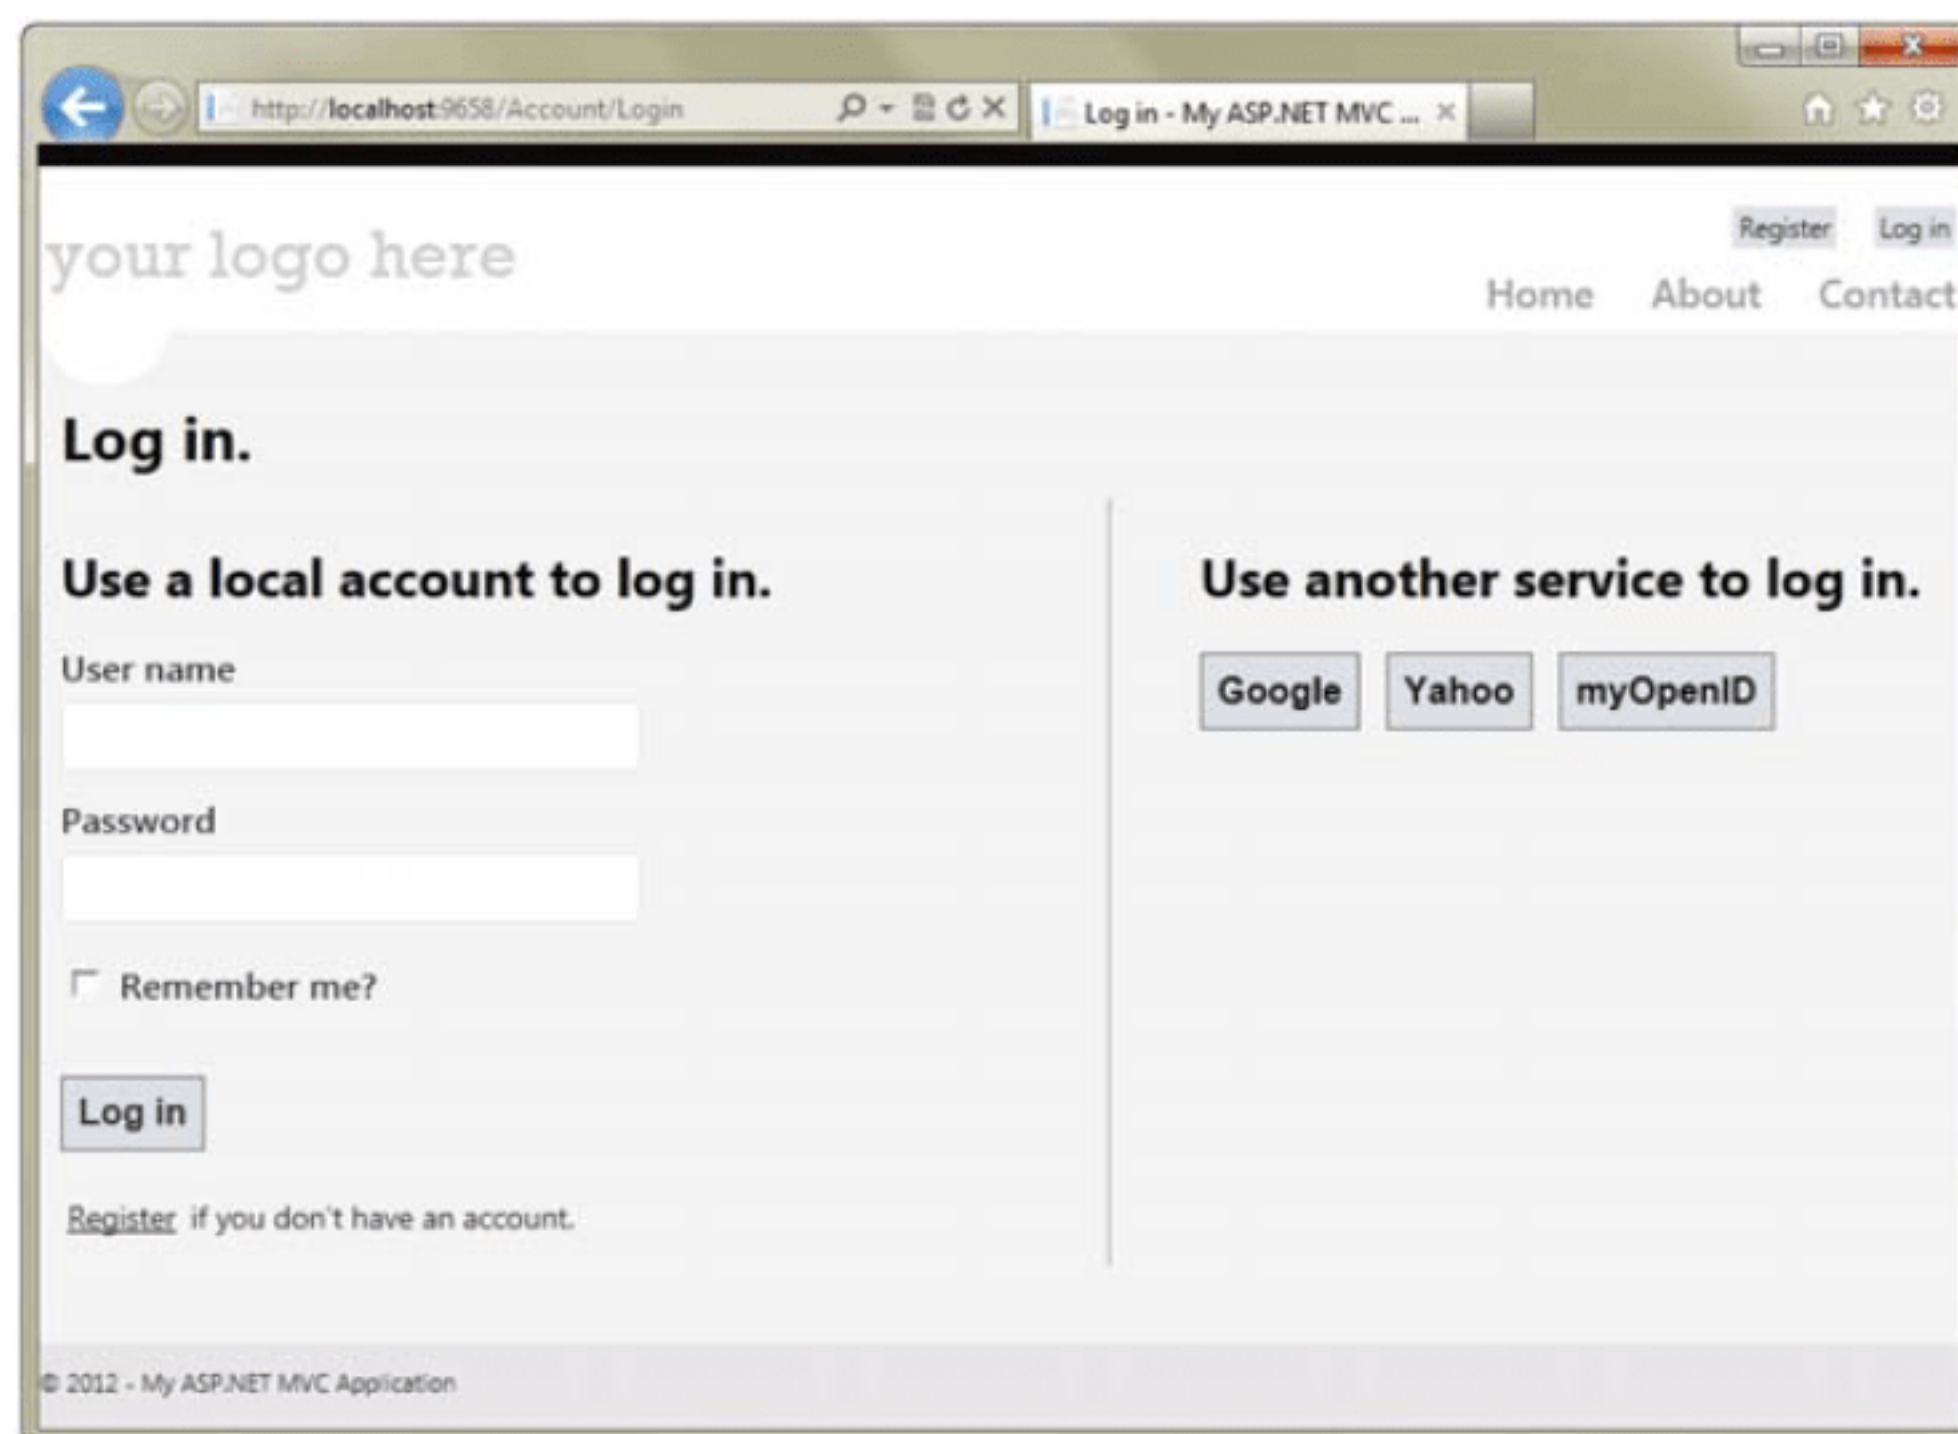 http://localhost:9658/Account/Login
Log in - My ASP.NET MVC ...
your logo here
Register Log in
Home About Contact
Log in.
Use a local account to log in.
User name
Password
Remember me?
Log in
Register if you don't have an account.
Use another service to log in.
Google Yahoo myOpenID
© 2012 - My ASP.NET MVC Application